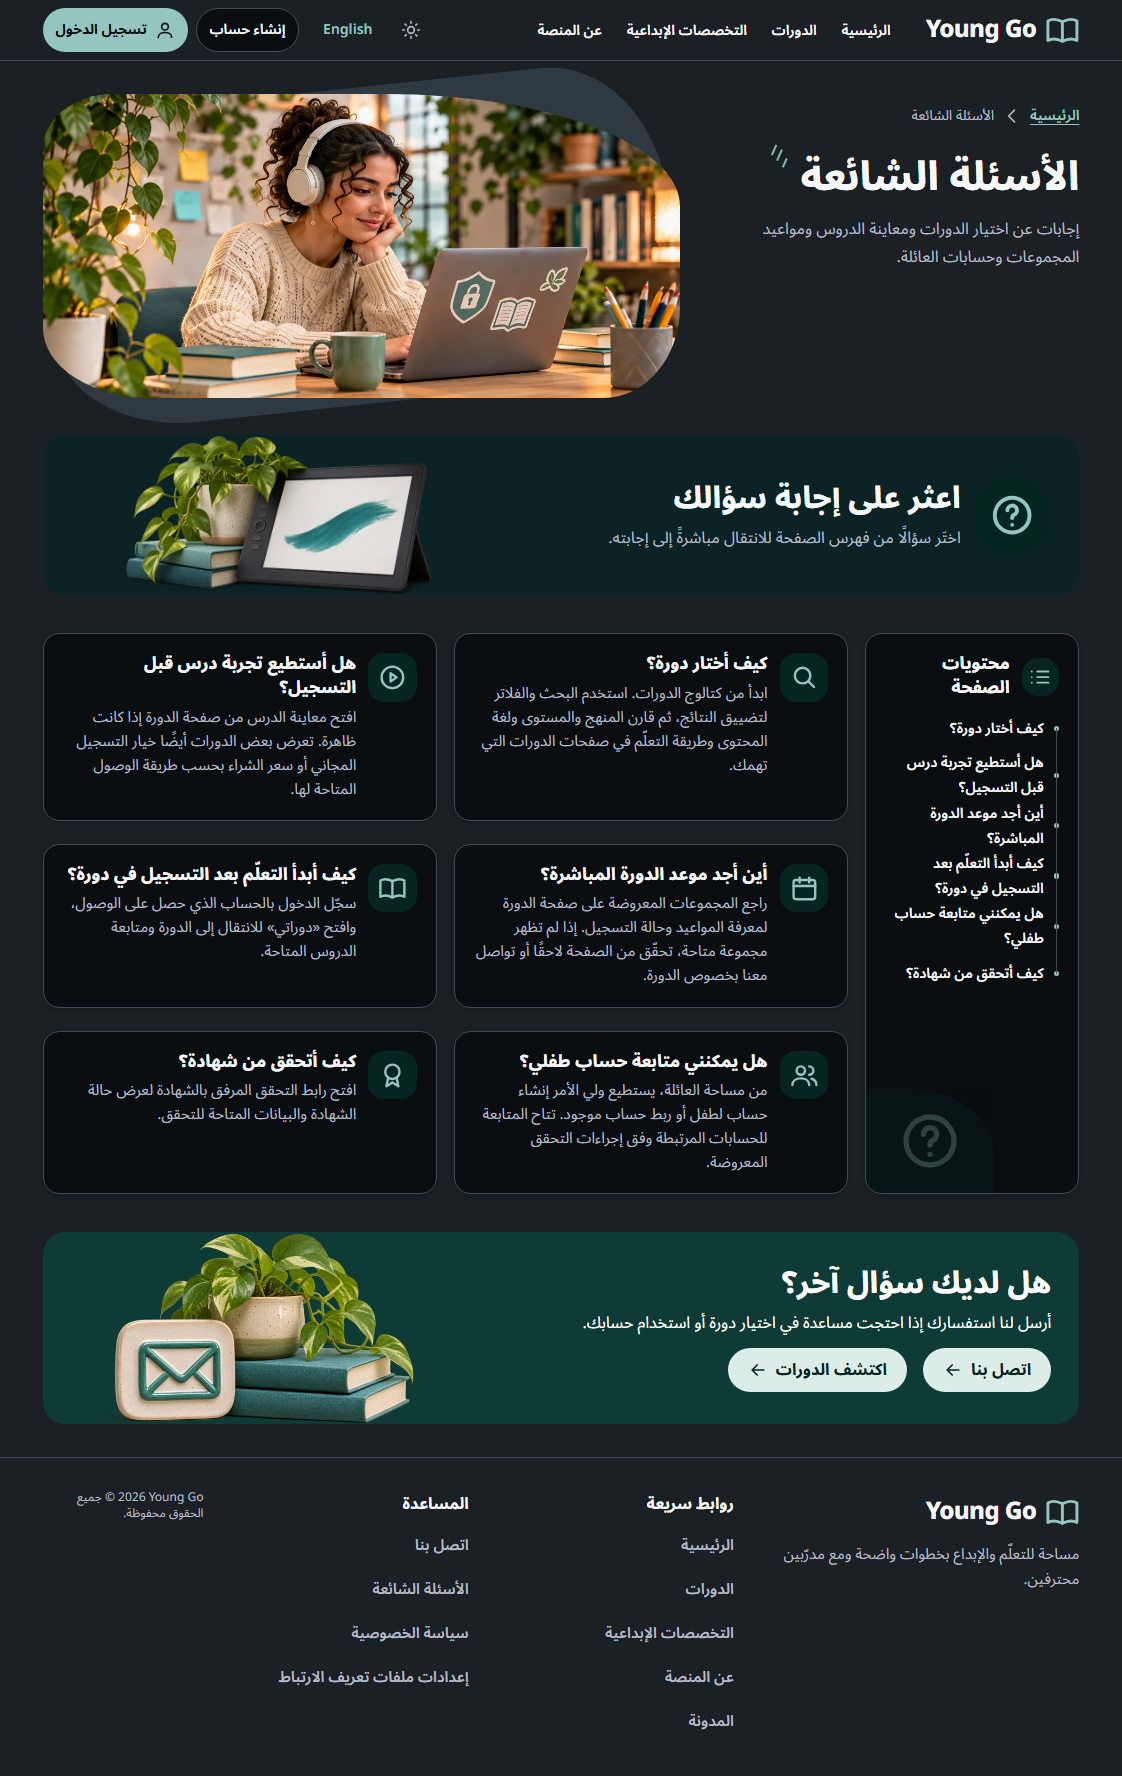 Young Go
الرئيسية
الدورات
التخصصات الإبداعية
عن المنصة
English
إنشاء حساب
تسجيل الدخول
الرئيسية
الأسئلة الشائعة
الأسئلة الشائعة
إجابات عن اختيار الدورات ومعاينة الدروس ومواعيد
المجموعات وحسابات العائلة.
اعثر على إجابة سؤالك
اختَر سؤالًا من فهرس الصفحة للانتقال مباشرةً إلى إجابته.
محتويات
الصفحة
كيف أختار دورة؟
هل أستطيع تجربة درس
قبل التسجيل؟
أين أجد موعد الدورة
المباشرة؟
كيف أبدأ التعلّم بعد
التسجيل في دورة؟
هل يمكنني متابعة حساب
طفلي؟
كيف أتحقق من شهادة؟
كيف أختار دورة؟
ابدأ من كتالوج الدورات. استخدم البحث والفلاتر
لتضييق النتائج، ثم قارن المنهج والمستوى ولغة
المحتوى وطريقة التعلّم في صفحات الدورات التي
تهمك.
هل أستطيع تجربة درس قبل
التسجيل؟
افتح معاينة الدرس من صفحة الدورة إذا كانت
ظاهرة. تعرض بعض الدورات أيضًا خيار التسجيل
المجاني أو سعر الشراء بحسب طريقة الوصول
المتاحة لها.
أين أجد موعد الدورة المباشرة؟
راجع المجموعات المعروضة على صفحة الدورة
لمعرفة المواعيد وحالة التسجيل. إذا لم تظهر
مجموعة متاحة، تحقّق من الصفحة لاحقًا أو تواصل
معنا بخصوص الدورة.
كيف أبدأ التعلّم بعد التسجيل في دورة؟
سجّل الدخول بالحساب الذي حصل على الوصول،
وافتح «دوراتي» للانتقال إلى الدورة ومتابعة
الدروس المتاحة.
هل يمكنني متابعة حساب طفلي؟
من مساحة العائلة، يستطيع ولي الأمر إنشاء
حساب لطفل أو ربط حساب موجود. تتاح المتابعة
للحسابات المرتبطة وفق إجراءات التحقق
المعروضة.
كيف أتحقق من شهادة؟
افتح رابط التحقق المرفق بالشهادة لعرض حالة
الشهادة والبيانات المتاحة للتحقق.
هل لديك سؤال آخر؟
أرسل لنا استفسارك إذا احتجت مساعدة في اختيار دورة أو استخدام حسابك.
اتصل بنا
اكتشف الدورات
Young Go
مساحة للتعلّم والإبداع بخطوات واضحة ومع مدرّبين
محترفين.
روابط سريعة
الرئيسية
الدورات
التخصصات الإبداعية
عن المنصة
المدونة
المساعدة
اتصل بنا
الأسئلة الشائعة
سياسة الخصوصية
إعدادات ملفات تعريف الارتباط
Young Go 2026 © جميع
الحقوق محفوظة.